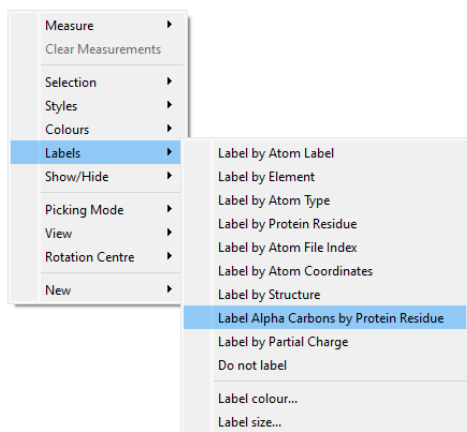 Measure
Clear Measurements
Selection
Styles
Colours
Labels
Show/Hide
Picking Mode
View
Rotation Centre
New
Label by Atom Label
Label by Element
Label by Atom Type
Label by Protein Residue
Label by Atom File Index
Label by Atom Coordinates
Label by Structure
Label Alpha Carbons by Protein Residue
Label by Partial Charge
Do not label
Label colour...
Label size...